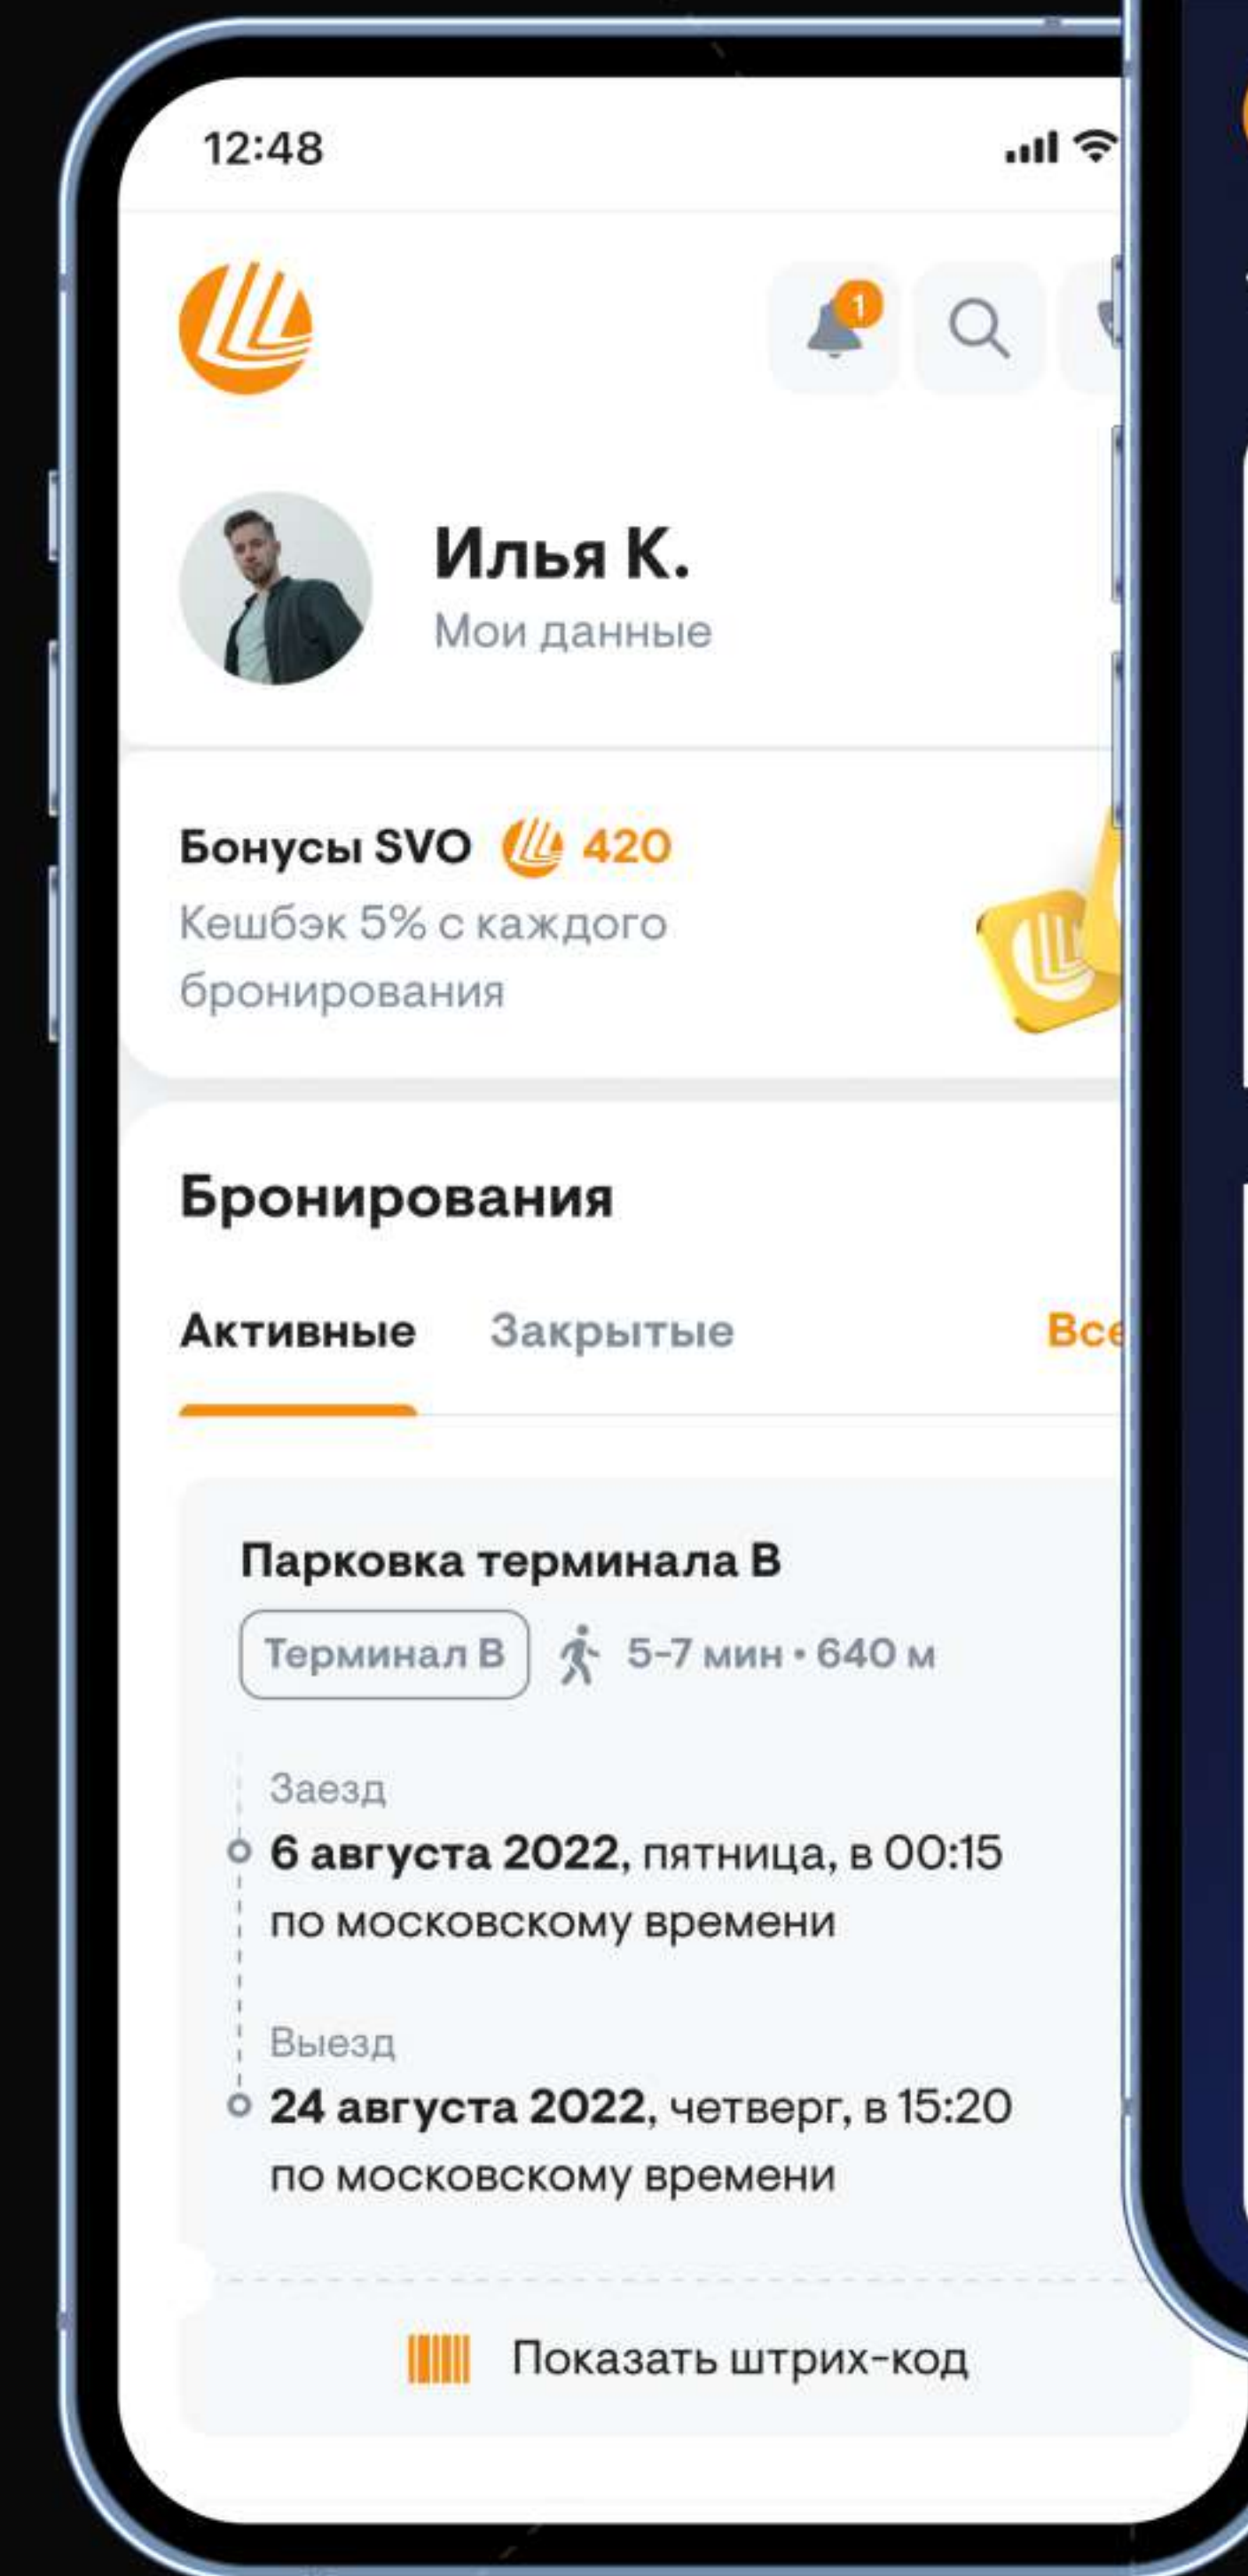 12:48
1
Илья К.
Мои данные
Бонусы SVO 420
Кешбэк 5% с каждого
бронирования
Бронирования
Активные Закрытые Все
Парковка терминала B
Терминал B 5-7 мин • 640 м
Заезд
6 августа 2022, пятница, в 00:15
по московскому времени
Выезд
24 августа 2022, четверг, в 15:20
по московскому времени
Показать штрих-код